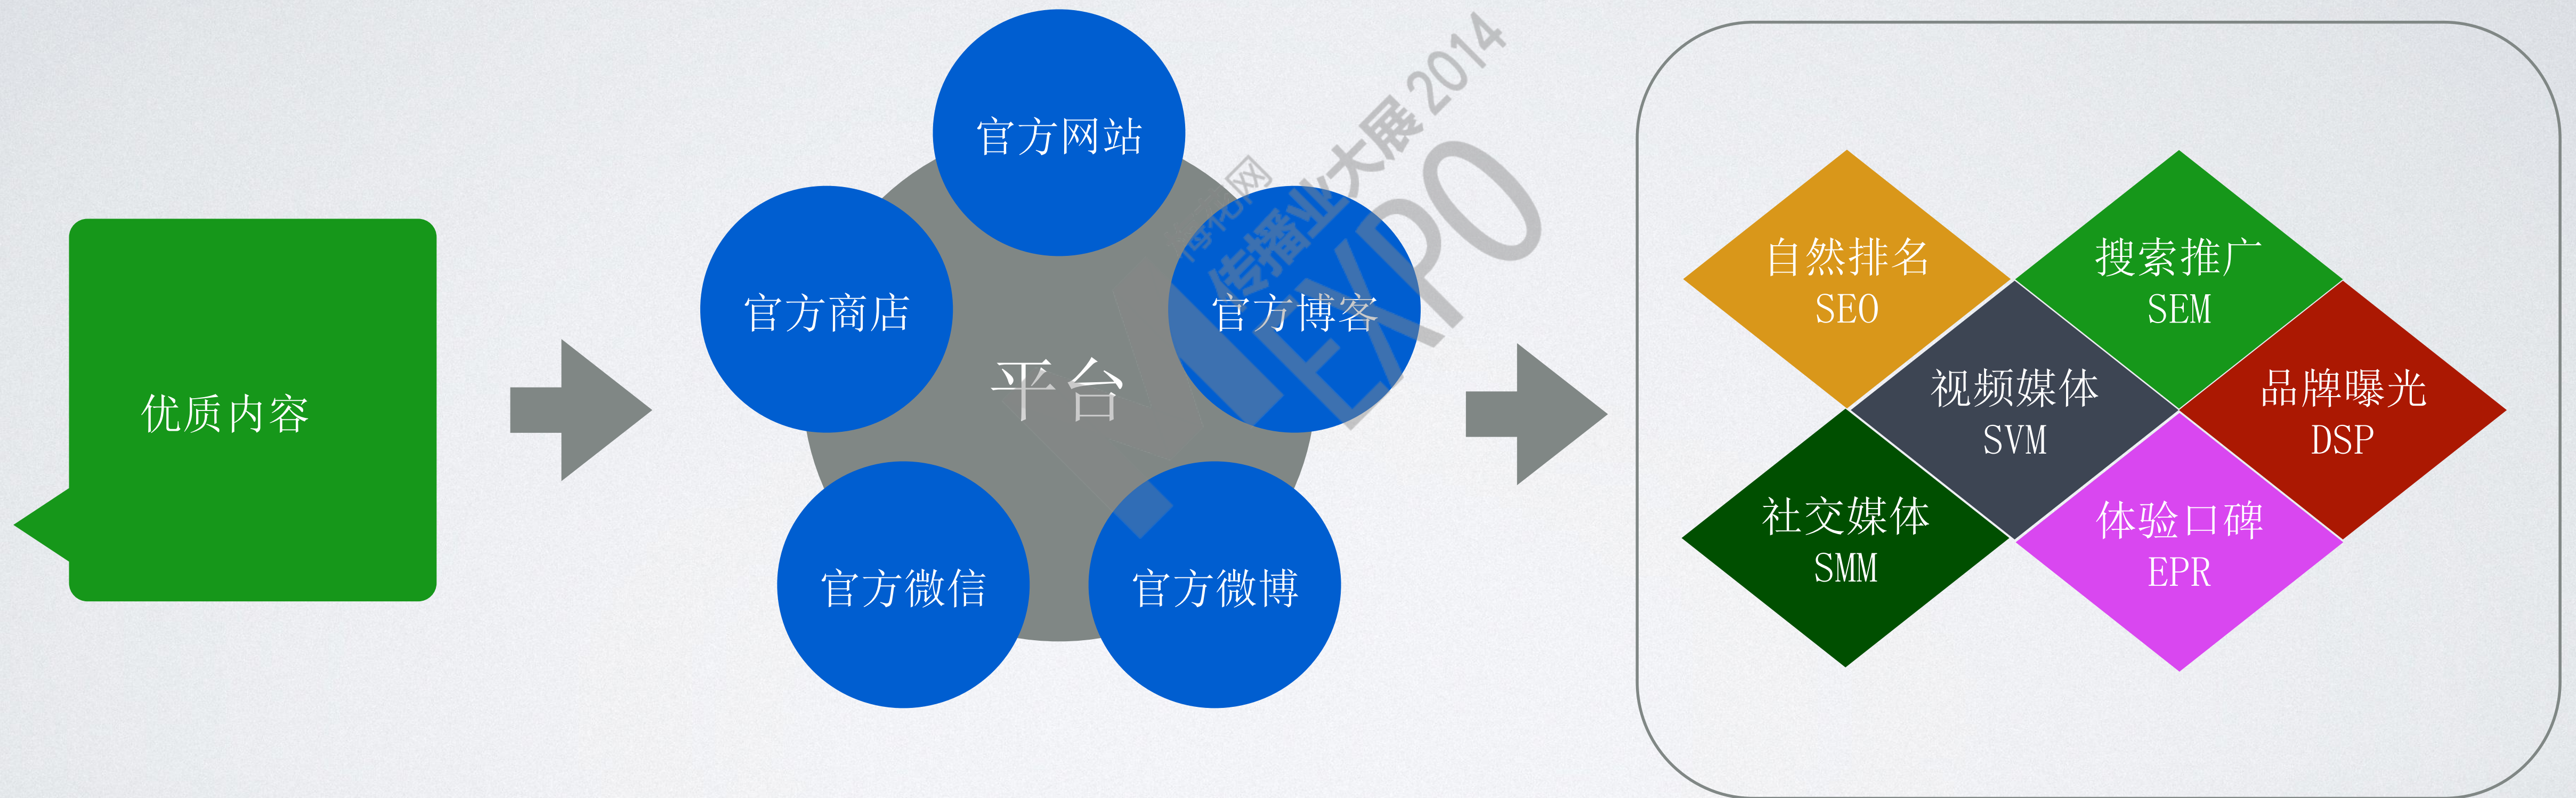 优质内容
官方网站
官方商店
官方博客
平台
官方微信
官方微博
自然排名
SEO
搜索推广
SEM
视频媒体
SVM
品牌曝光
DSP
社交媒体
SMM
体验口碑
EPR
传播业大展2014
EXPO